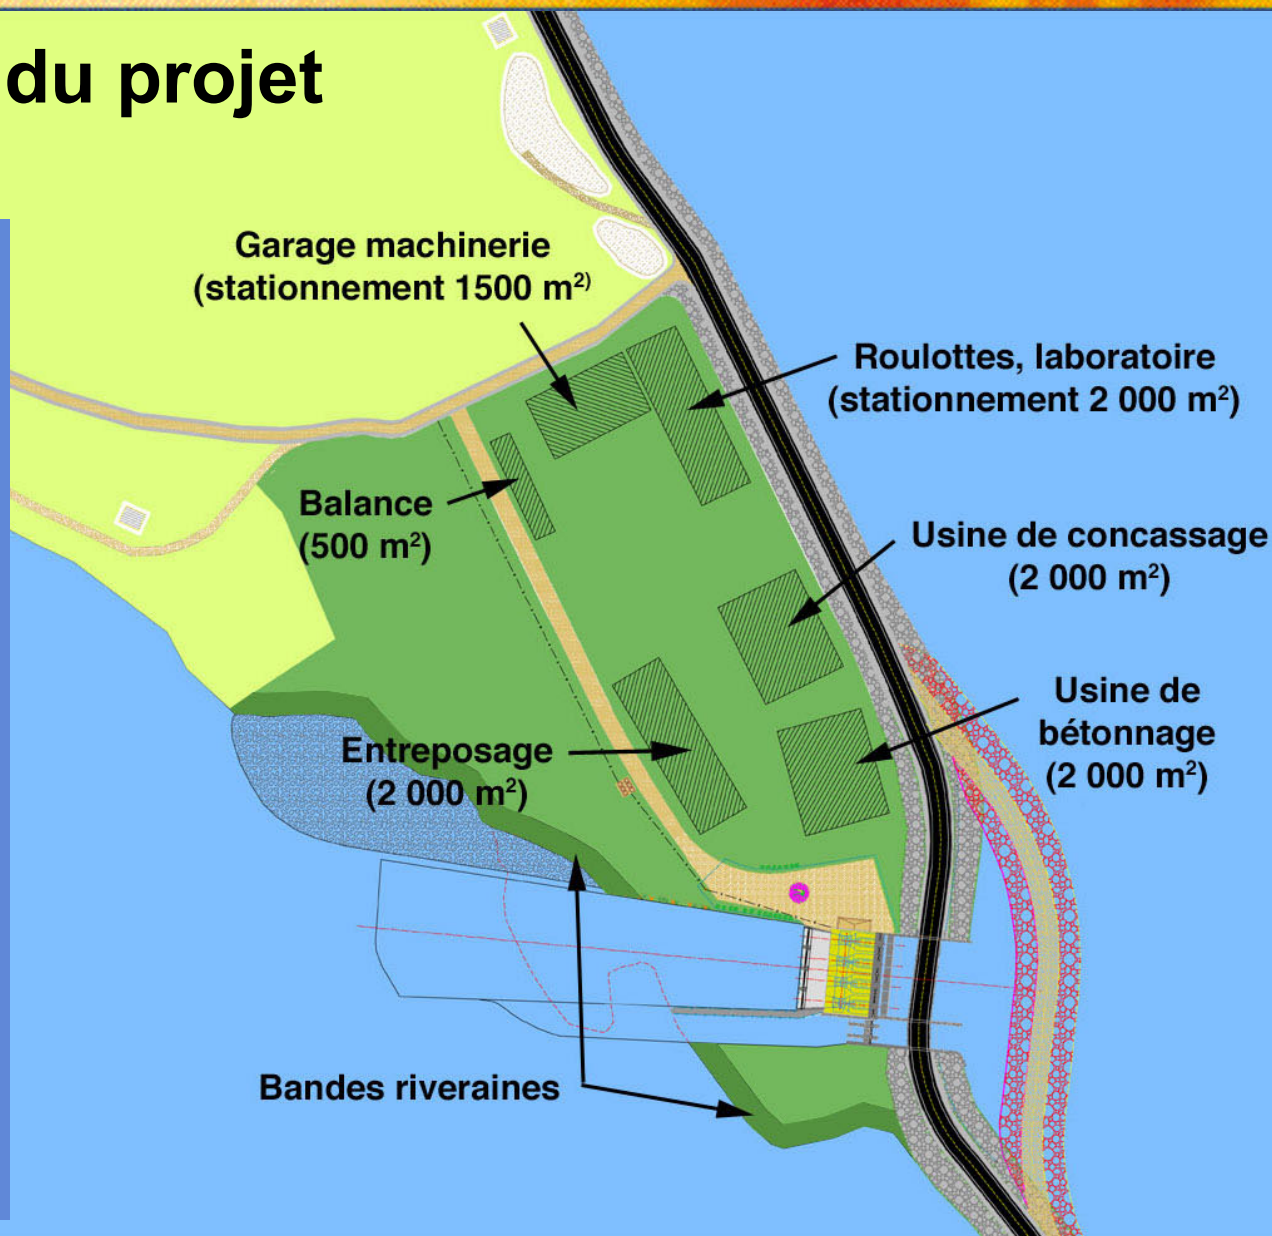 du projet
Garage machinerie
(stationnement 1500 m²⁾
Roulottes, laboratoire
(stationnement 2 000 m²)
Balance
(500 m²)
Usine de concassage
(2 000 m²)
Usine de
bétonnage
(2 000 m²)
Entreposage
(2 000 m²)
Bandes riveraines